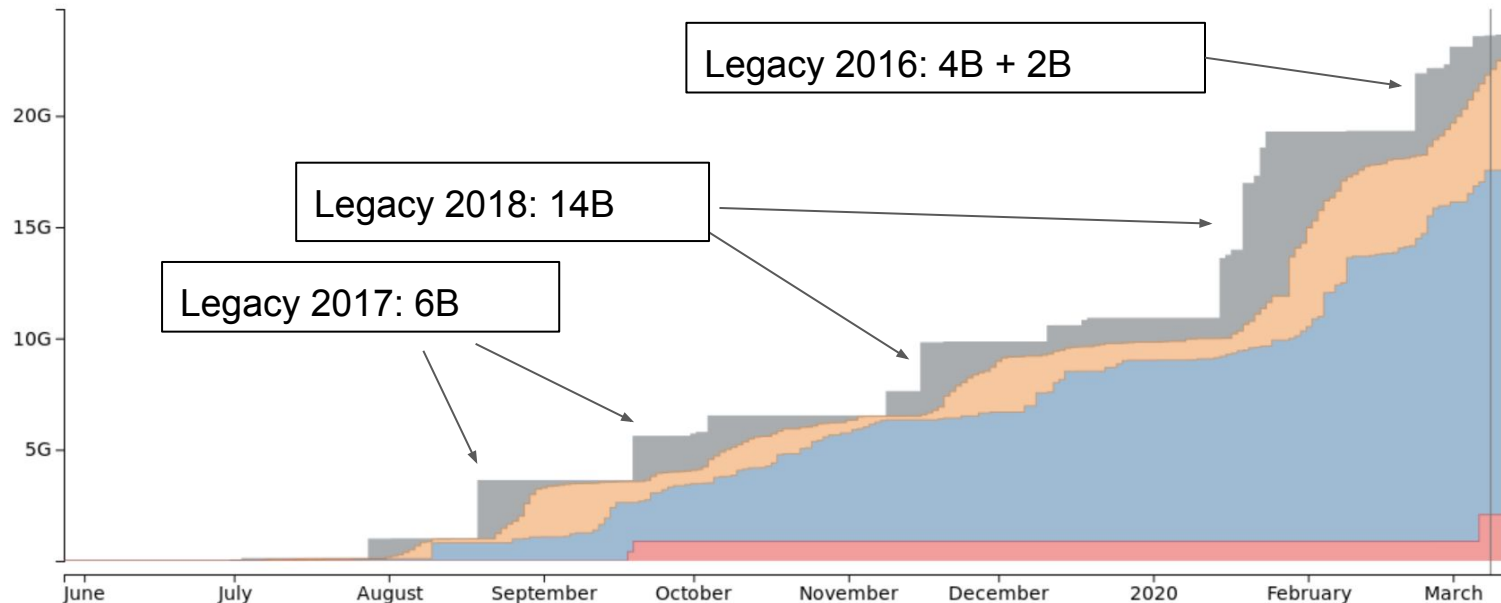 Legacy 2016: 4B + 2B
20G
Legacy 2018: 14B
15G
Legacy 2017: 6B
10G
5G
June July August September October November December 2020 February March